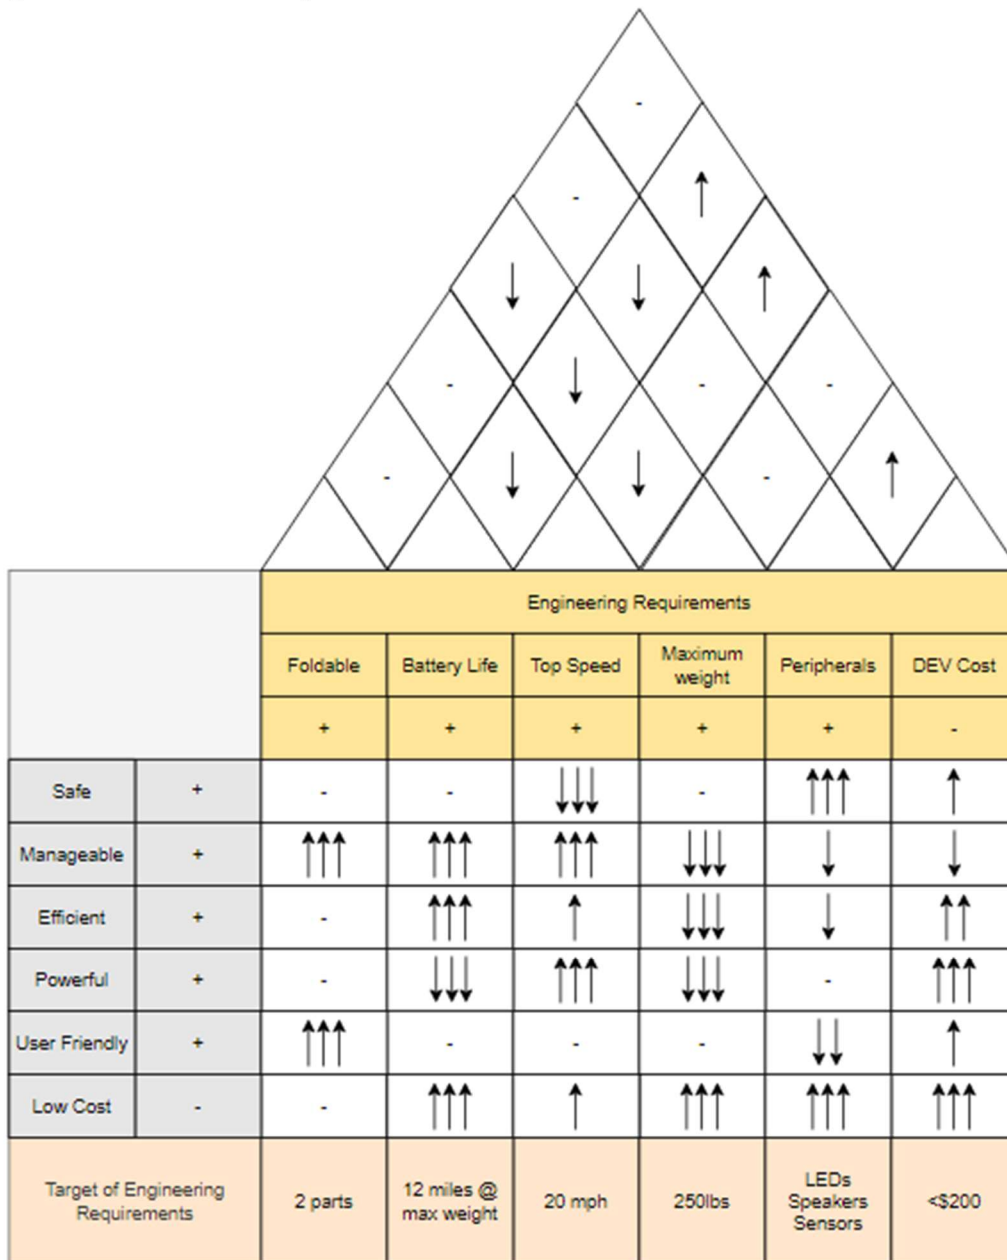 -
- ↑
↓ ↓ ↑
- ↓ - -
- ↓ ↓ - ↑
Engineering Requirements
Foldable Battery Life Top Speed Maximum weight Peripherals DEV Cost
+ + + + + -
Safe + - - ↓↓↓ - ↑↑↑ ↑
Manageable + ↑↑↑ ↑↑↑ ↑↑↑ ↓↓↓ ↓ ↓
Efficient + - ↑↑↑ ↑ ↓↓↓ ↓ ↑↑
Powerful + - ↓↓↓ ↑↑↑ ↓↓↓ - ↑↑↑
User Friendly + ↑↑↑ - - - ↓↓ ↑
Low Cost - - ↑↑↑ ↑ ↑↑↑ ↑↑↑ ↑↑↑
Target of Engineering
Requirements
2 parts
12 miles @
max weight
20 mph
250lbs
LEDs
Speakers
Sensors
<$200